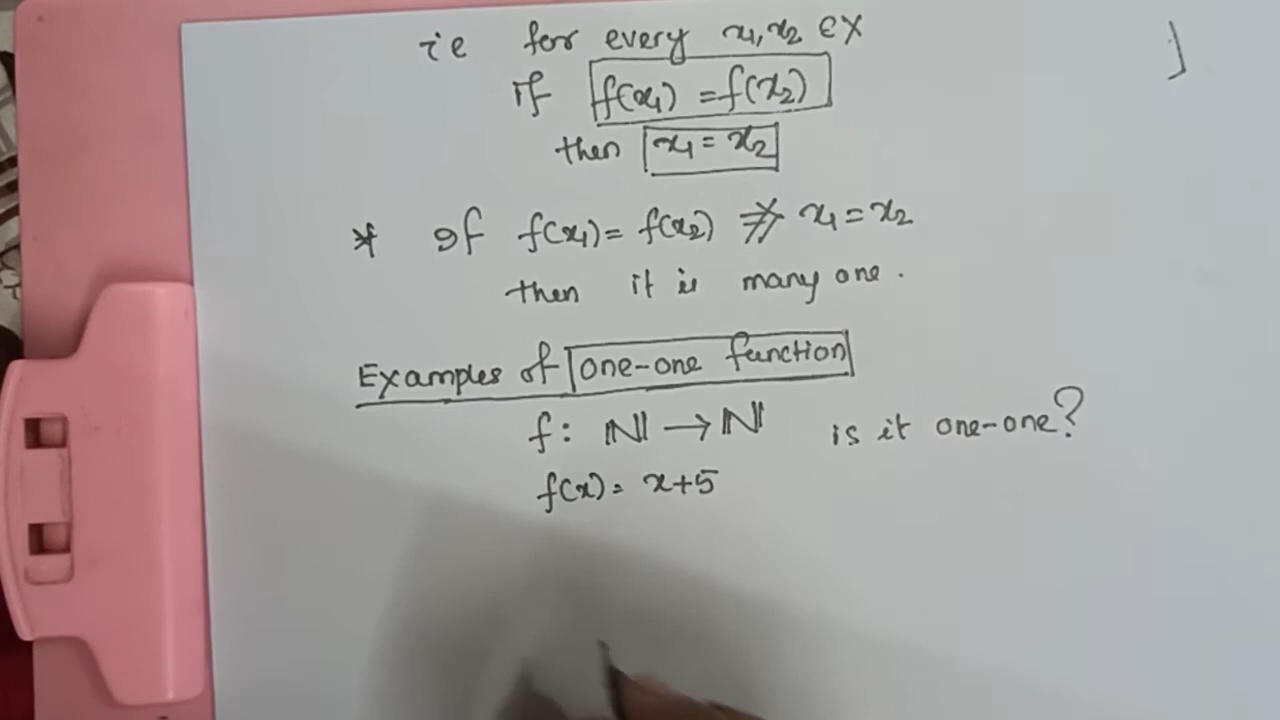 ie for every x₁, x₂ ∈ X
if f(x₁) = f(x₂)
then x₁ = x₂
* If f(x₁) = f(x₂) ⇏ x₁ = x₂
then it is many one.
Examples of one-one function
f: ℕ → ℕ is it one-one?
f(x) = x+5